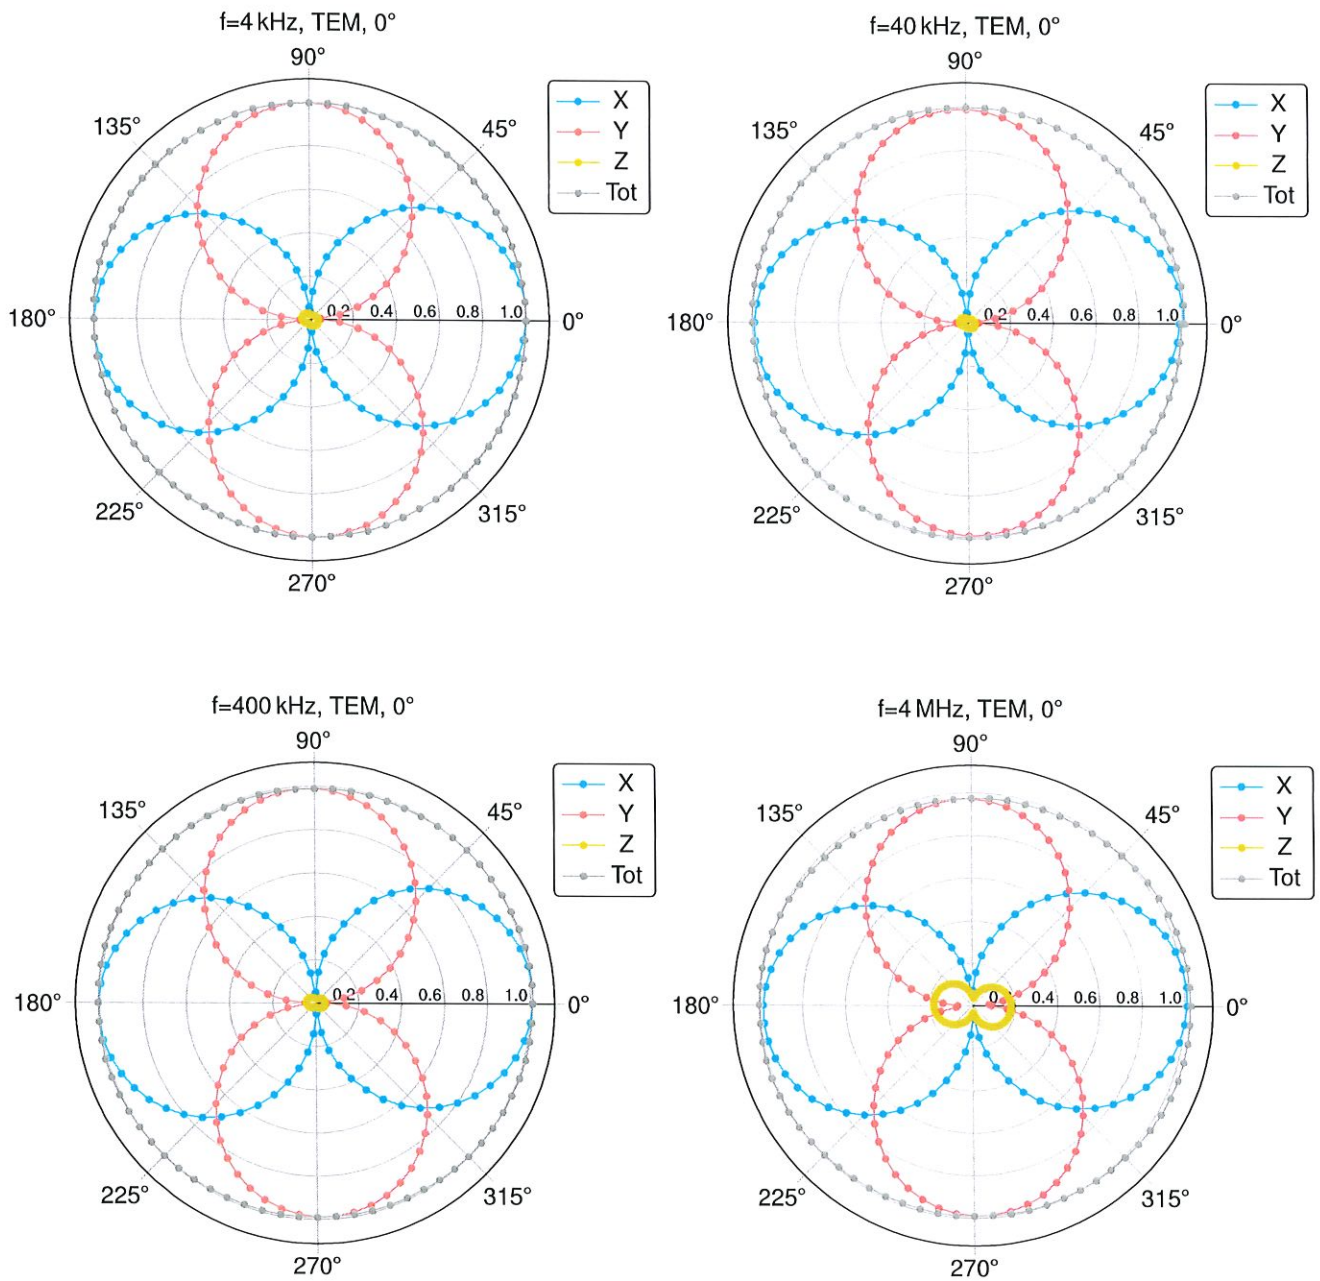 f=4 kHz, TEM, 0°
90°
135°
45°
X
Y
Z
Tot
180°
0.2 0.4 0.6 0.8 1.0
0°
225°
315°
270°
f=40 kHz, TEM, 0°
90°
135°
45°
X
Y
Z
Tot
180°
0.2 0.4 0.6 0.8 1.0
0°
225°
315°
270°
f=400 kHz, TEM, 0°
90°
135°
45°
X
Y
Z
Tot
180°
0.2 0.4 0.6 0.8 1.0
0°
225°
315°
270°
f=4 MHz, TEM, 0°
90°
135°
45°
X
Y
Z
Tot
180°
0.4 0.6 0.8 1.0
0°
225°
315°
270°